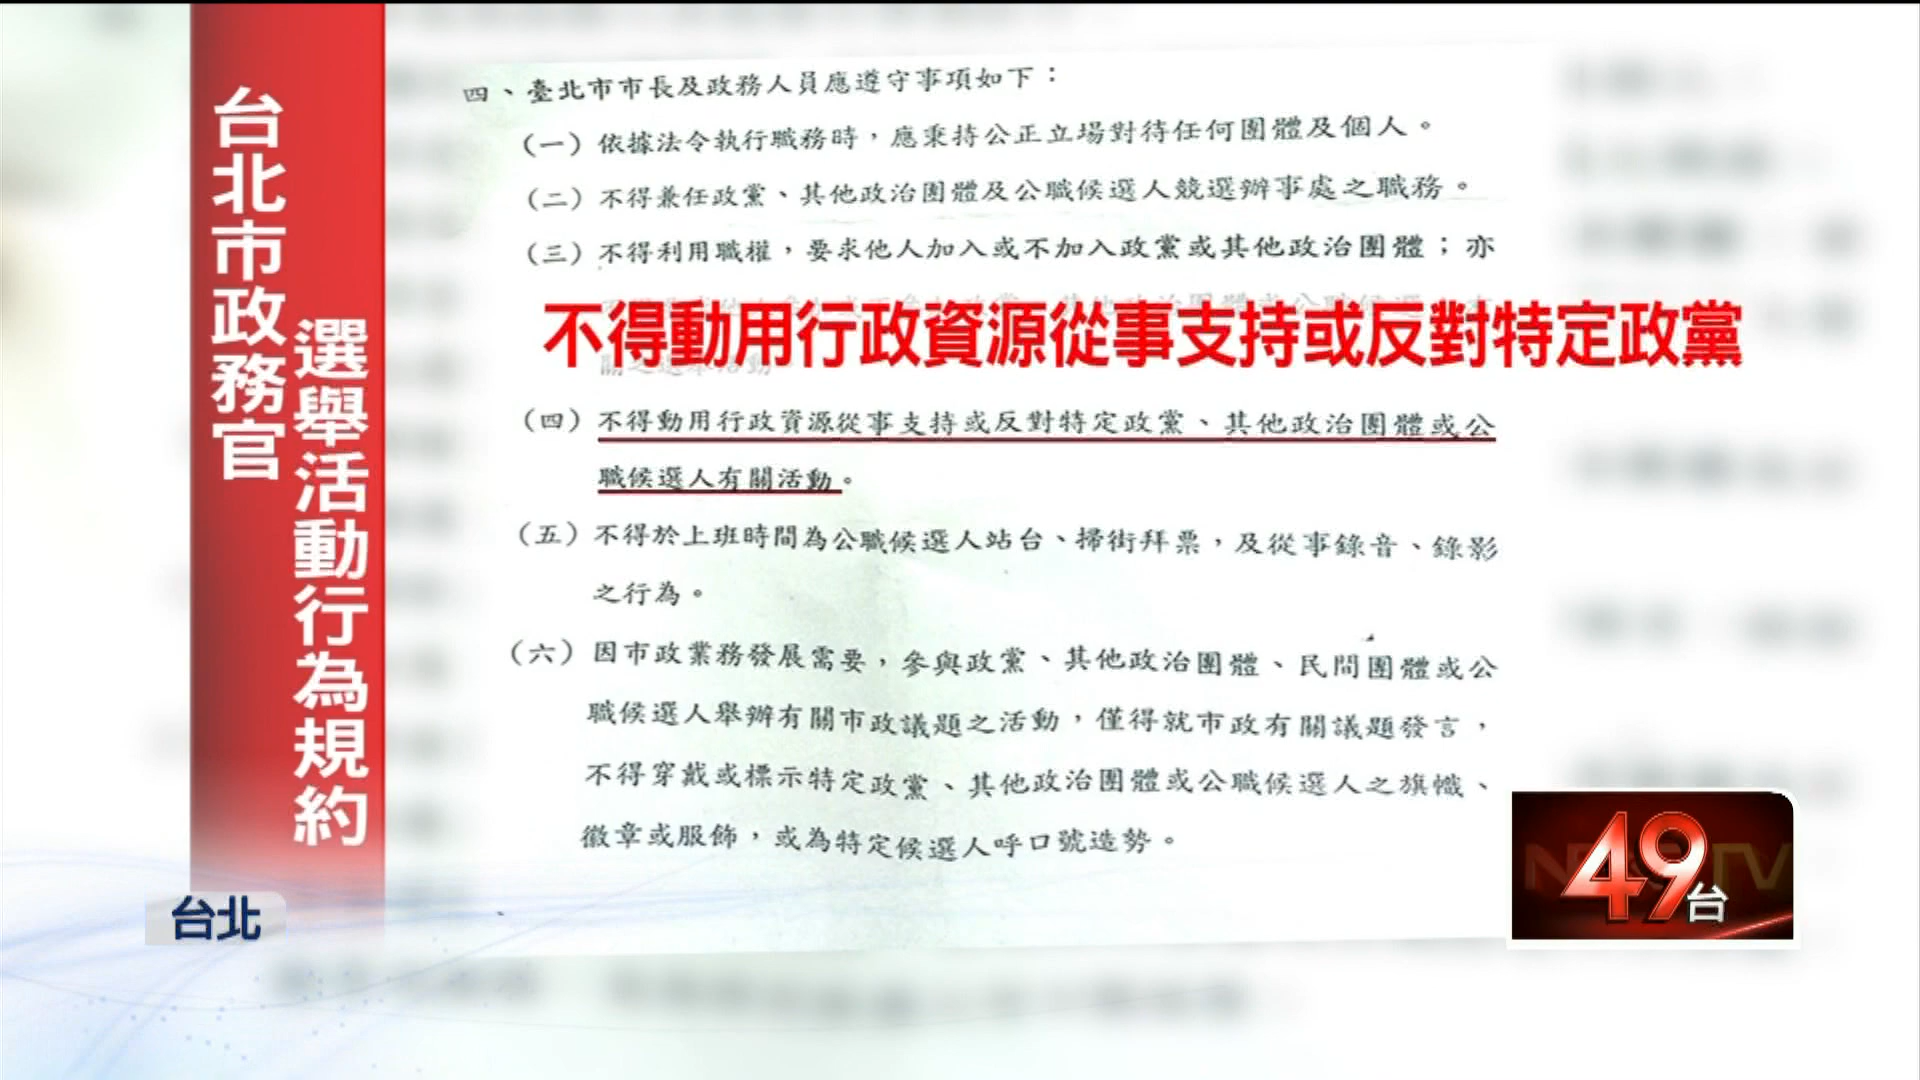 台北市政務官
選舉活動行為規約
四、臺北市市長及政務人員應遵守事項如下：
（一）依據法令執行職務時，應秉持公正立場對待任何團體及個人。
（二）不得兼任政黨、其他政治團體及公職候選人競選辦事處之職務。
（三）不得利用職權，要求他人加入或不加入政黨或其他政治團體；亦
不得動用行政資源從事支持或反對特定政黨
關之選舉活動。
（四）不得動用行政資源從事支持或反對特定政黨、其他政治團體或公
職候選人有關活動。
（五）不得於上班時間為公職候選人站台、掃街拜票，及從事錄音、錄影
之行為。
（六）因市政業務發展需要，參與政黨、其他政治團體、民間團體或公
職候選人舉辦有關市政議題之活動，僅得就市政有關議題發言，
不得穿戴或標示特定政黨、其他政治團體或公職候選人之旗幟、
徽章或服飾，或為特定候選人呼口號造勢。
台北
49台